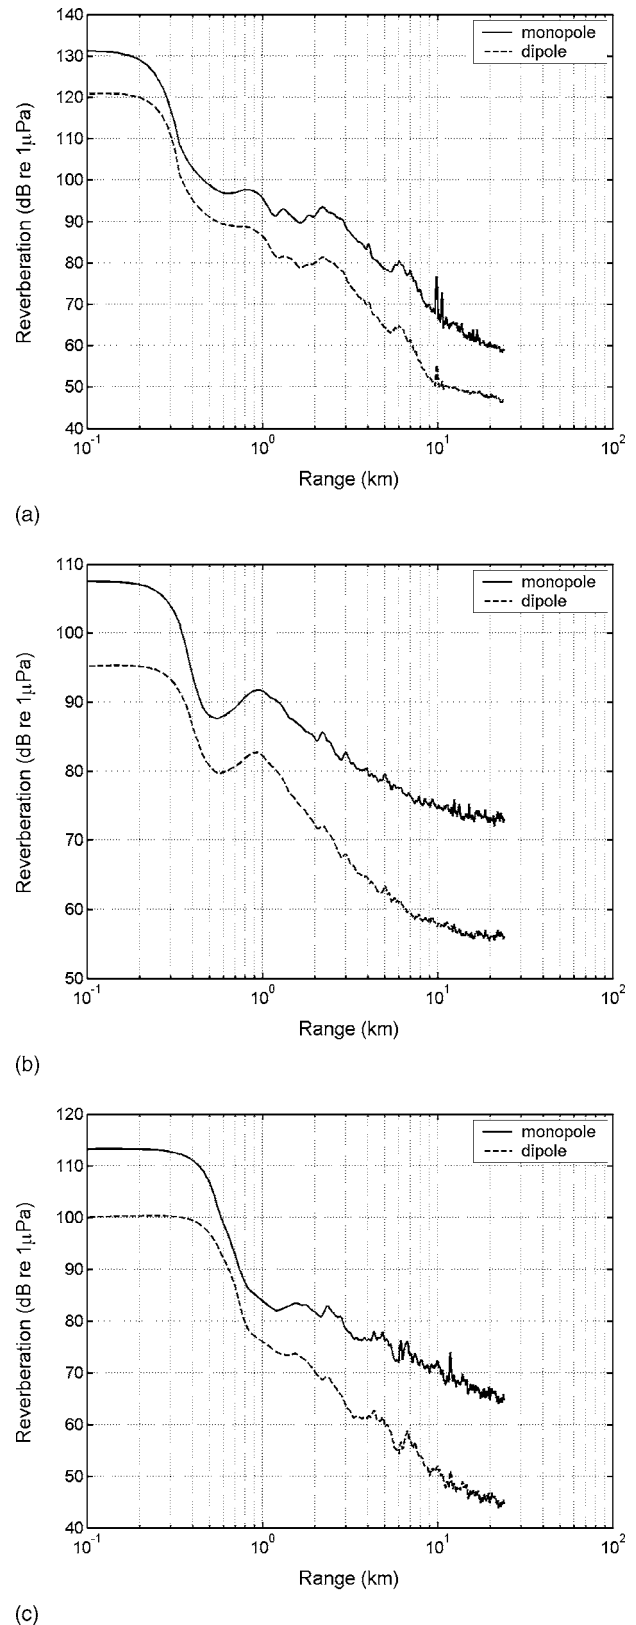 140
130
120
110
100
90
80
70
60
50
40
Reverberation (dB re 1μPa)
monopole
dipole
10^-1
10^0
10^1
10^2
Range (km)
(a)
110
100
90
80
70
60
50
Reverberation (dB re 1μPa)
monopole
dipole
10^-1
10^0
10^1
10^2
Range (km)
(b)
120
110
100
90
80
70
60
50
40
Reverberation (dB re 1μPa)
monopole
dipole
10^-1
10^0
10^1
10^2
Range (km)
(c)